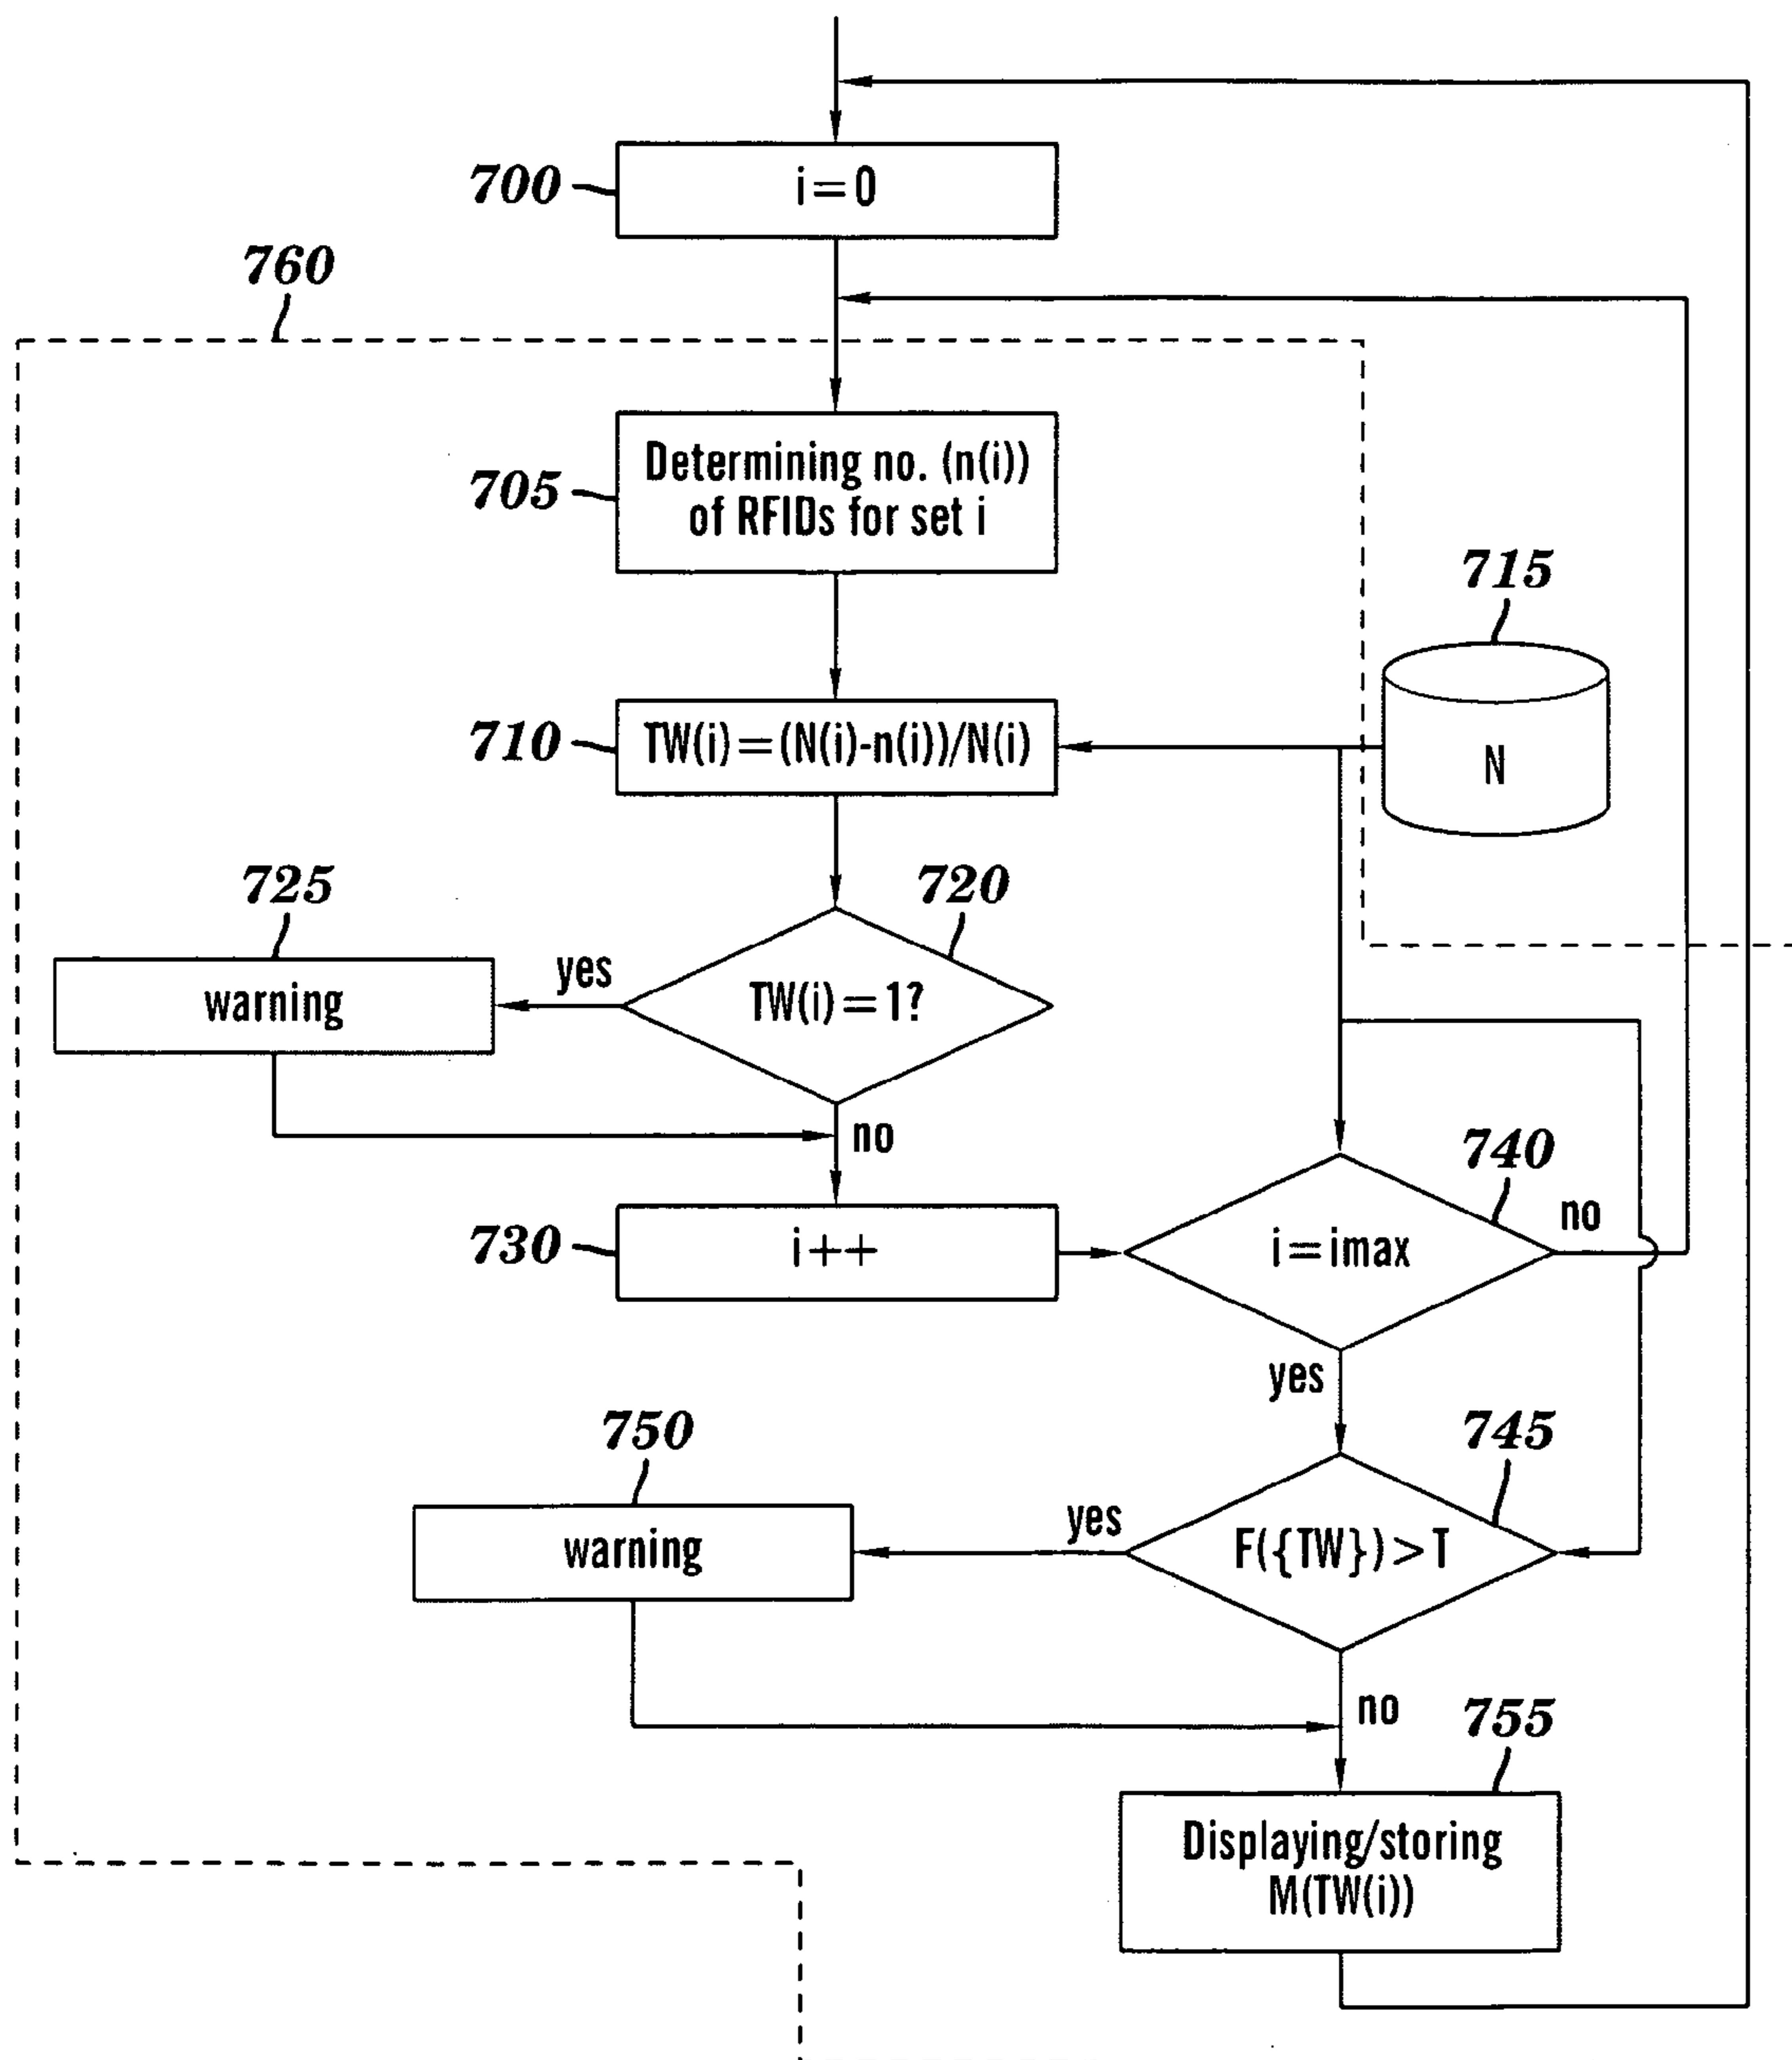 700
i=0
760
705
Determining no. (n(i))
of RFIDs for set i
715
710
TW(i)=(N(i)-n(i))/N(i)
N
725
720
warning
yes
TW(i)=1?
no
740
730
i++
i=imax
no
yes
750
745
warning
yes
F({TW})>T
no
755
Displaying/storing
M(TW(i))